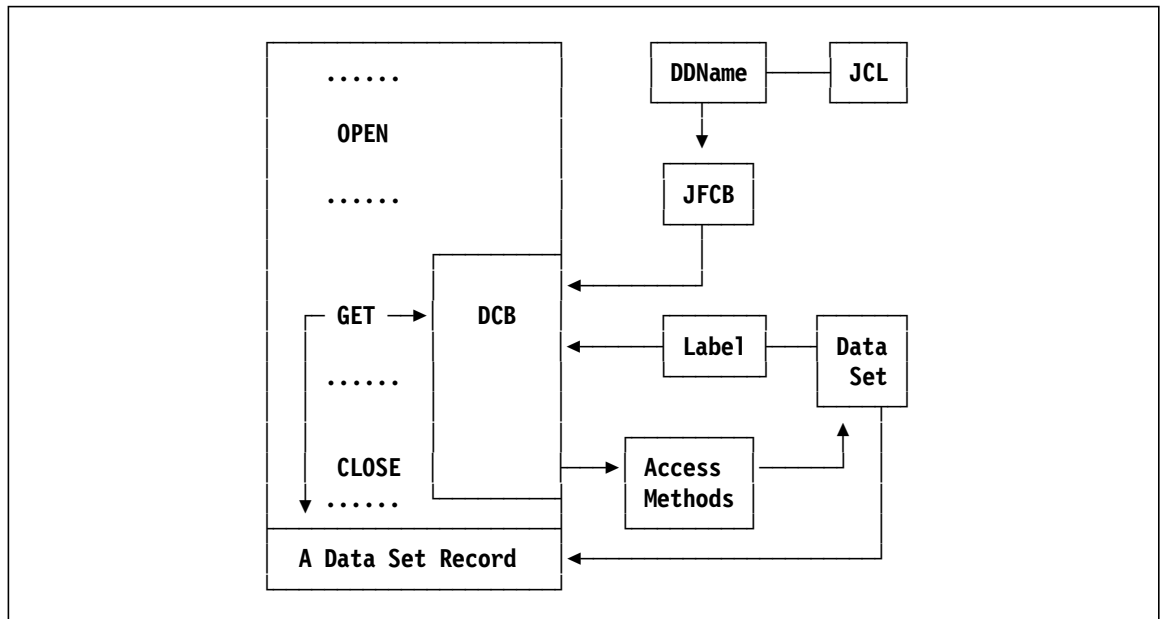 ......
OPEN
......
GET
DCB
......
CLOSE
......
A Data Set Record
DDName
JCL
JFCB
Label
Data
Set
Access
Methods